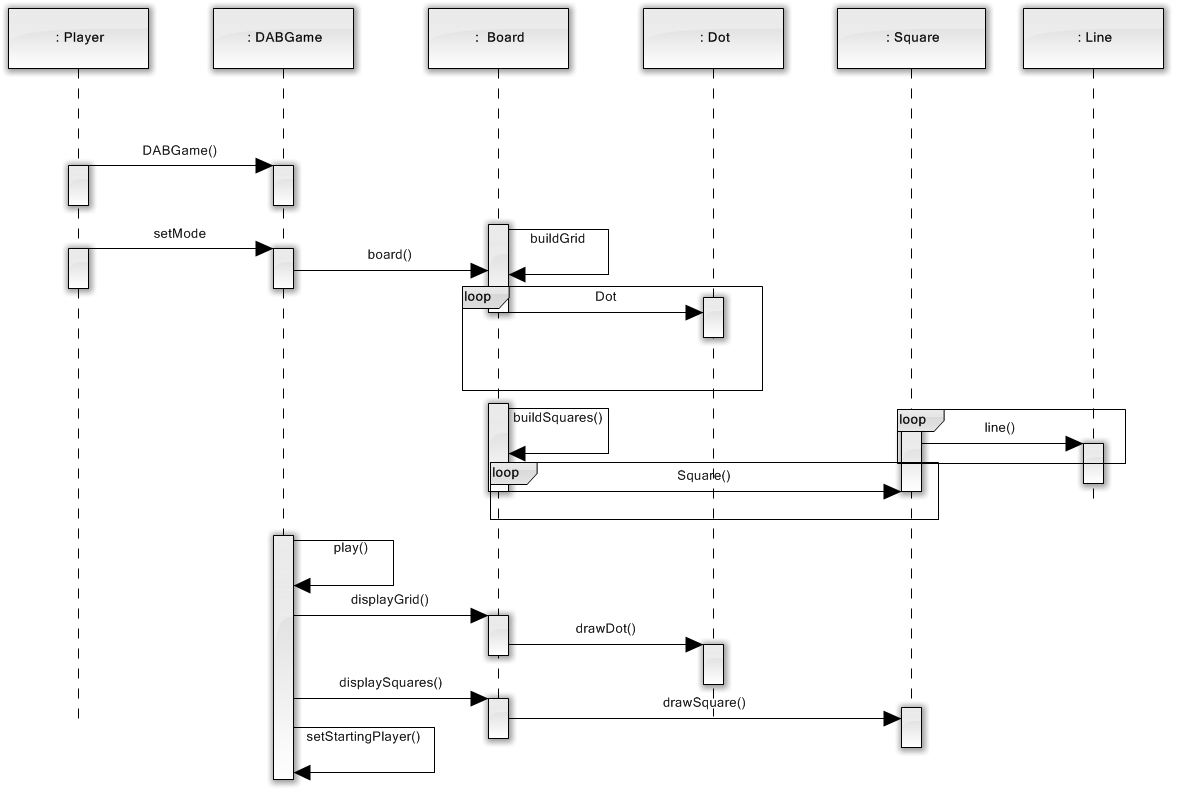 : Player
: DABGame
: Board
: Dot
: Square
: Line
DABGame()
setMode
board()
buildGrid
loop
Dot
buildSquares()
loop
line()
loop
Square()
play()
displayGrid()
drawDot()
displaySquares()
drawSquare()
setStartingPlayer()